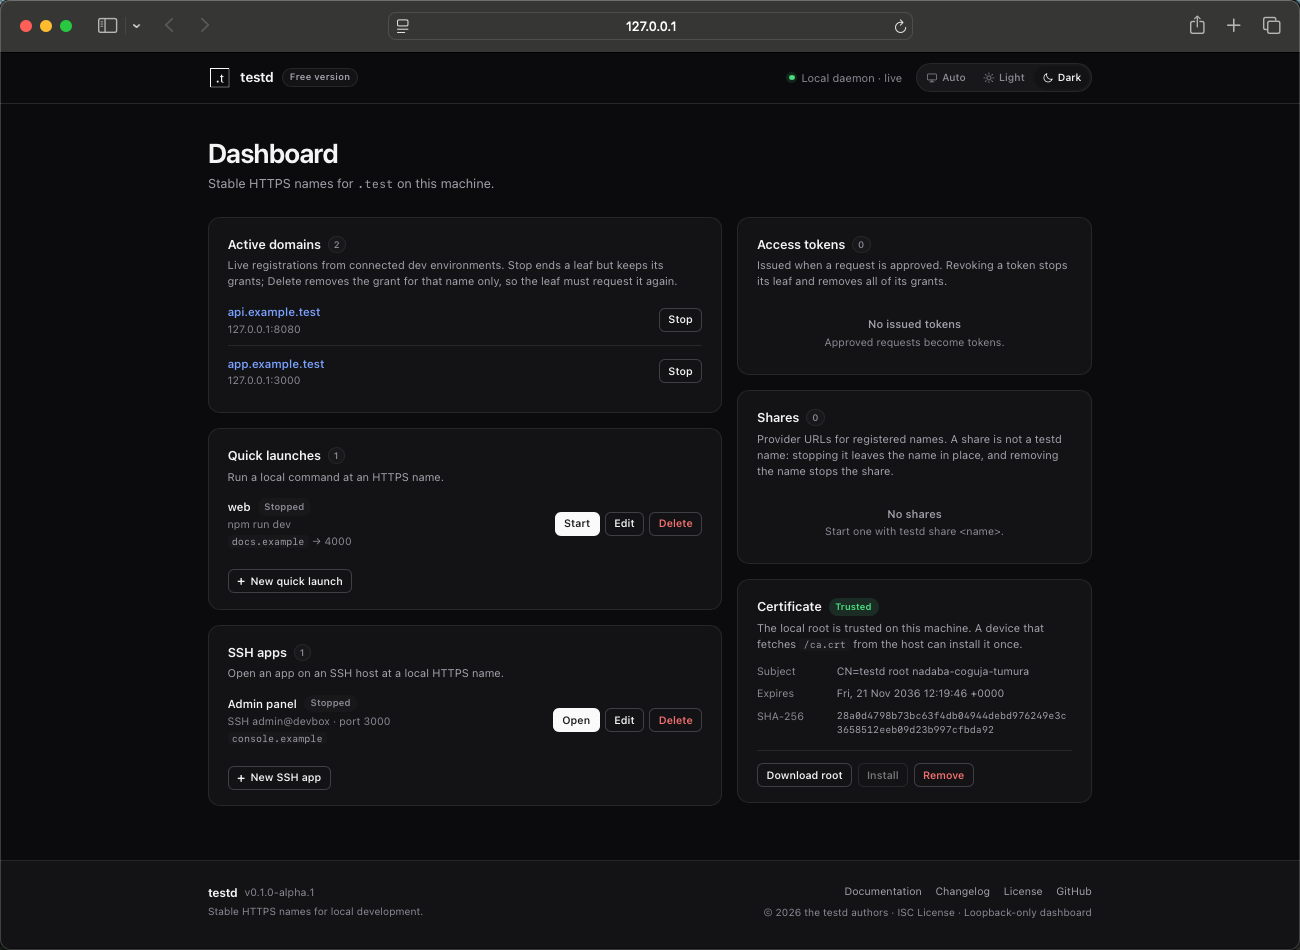 127.0.0.1
.t testd Free version
Local daemon · live
Auto Light Dark
Dashboard
Stable HTTPS names for .test on this machine.
Active domains 2
Live registrations from connected dev environments. Stop ends a leaf but keeps its
grants; Delete removes the grant for that name only, so the leaf must request it again.
api.example.test
127.0.0.1:8080
Stop
app.example.test
127.0.0.1:3000
Stop
Quick launches 1
Run a local command at an HTTPS name.
web Stopped
npm run dev
docs.example → 4000
Start Edit Delete
+ New quick launch
SSH apps 1
Open an app on an SSH host at a local HTTPS name.
Admin panel Stopped
SSH admin@devbox · port 3000
console.example
Open Edit Delete
+ New SSH app
Access tokens 0
Issued when a request is approved. Revoking a token stops
its leaf and removes all of its grants.
No issued tokens
Approved requests become tokens.
Shares 0
Provider URLs for registered names. A share is not a testd
name: stopping it leaves the name in place, and removing
the name stops the share.
No shares
Start one with testd share <name>.
Certificate Trusted
The local root is trusted on this machine. A device that
fetches /ca.crt from the host can install it once.
Subject CN=testd root nadaba-coguja-tumura
Expires Fri, 21 Nov 2036 12:19:46 +0000
SHA-256 28a0d4798b73bc63f4db04944debd976249e3c
3658512eeb09d23b997cfbda92
Download root Install Remove
testd v0.1.0-alpha.1
Stable HTTPS names for local development.
Documentation Changelog License GitHub
© 2026 the testd authors · ISC License · Loopback-only dashboard